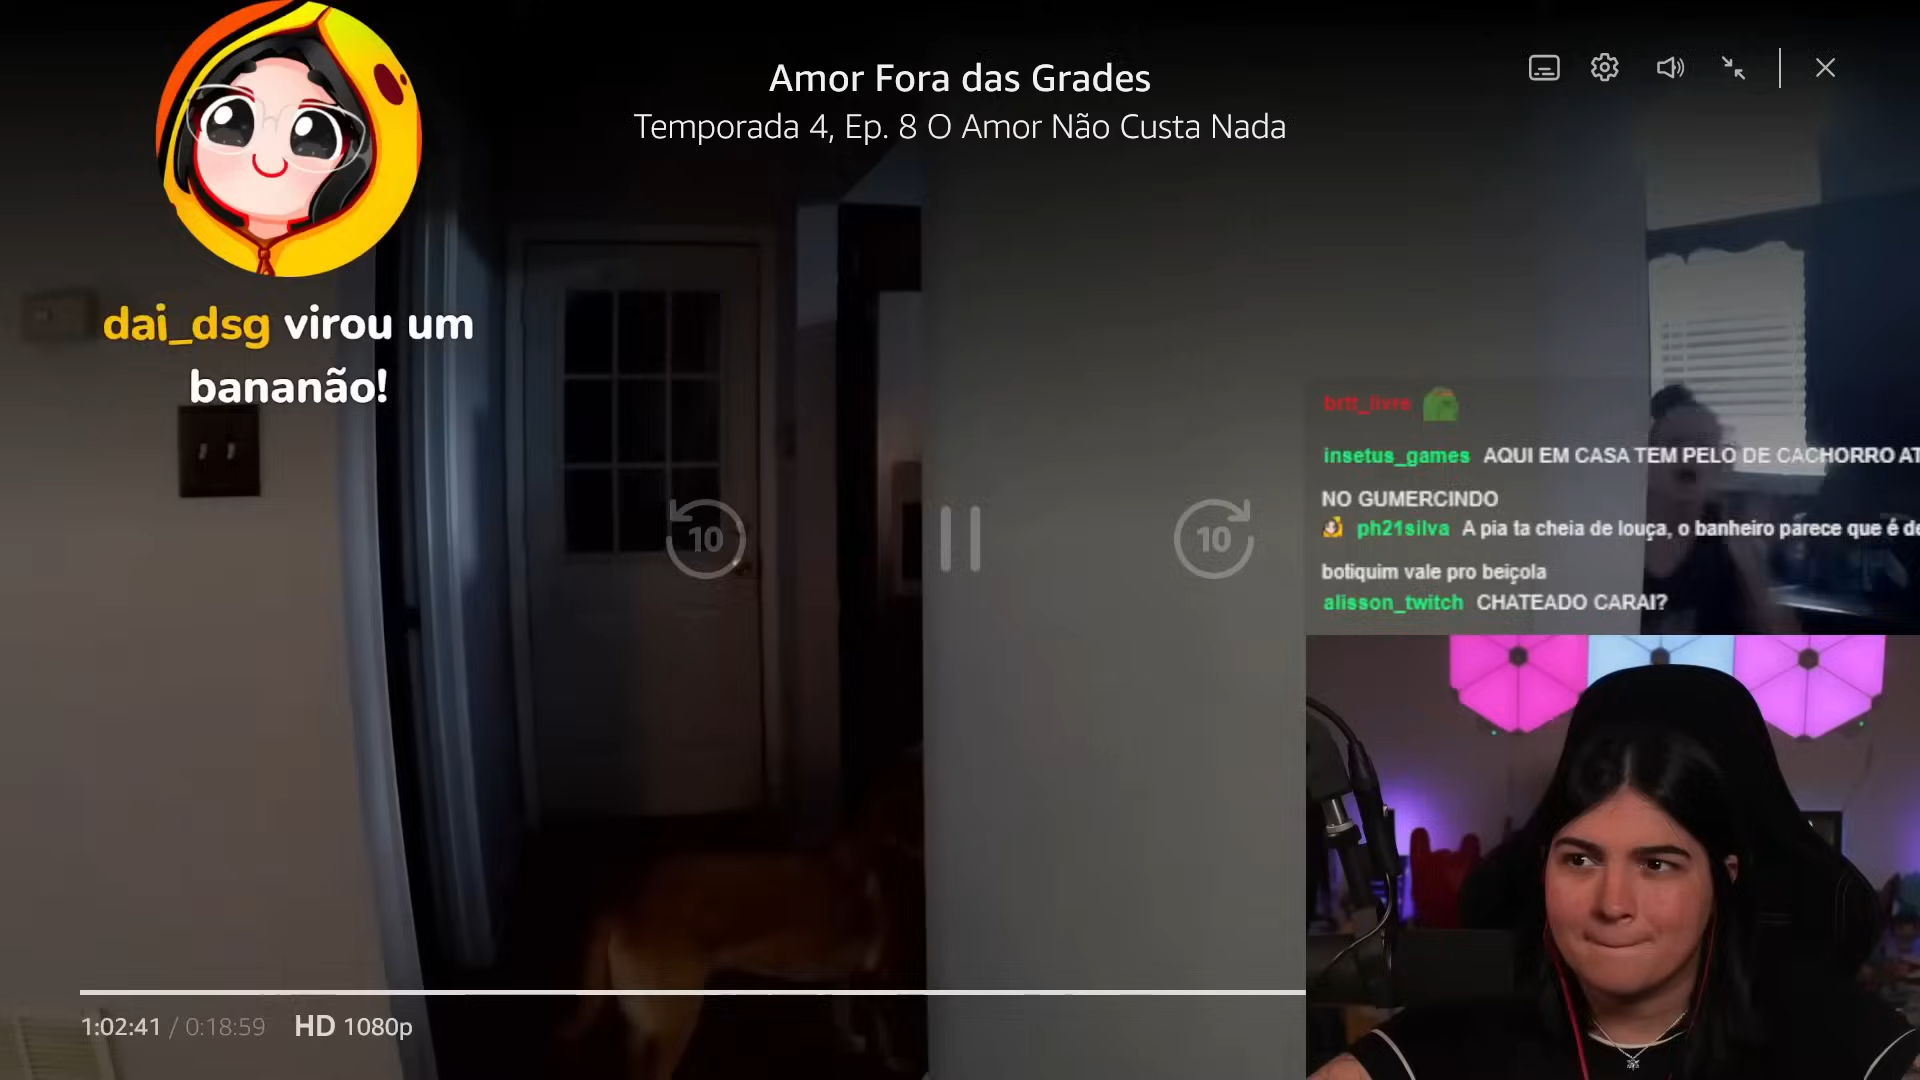 Amor Fora das Grades
Temporada 4, Ep. 8 O Amor Não Custa Nada
dai_dsg virou um
bananão!
brtt_livre
insetus_games AQUI EM CASA TEM PELO DE CACHORRO AT
NO GUMERCINDO
ph21silva A pia ta cheia de louça, o banheiro parece que é de
botiquim vale pro beiçola
alisson_twitch CHATEADO CARAI?
10
10
1:02:41 / 0:18:59 HD 1080p